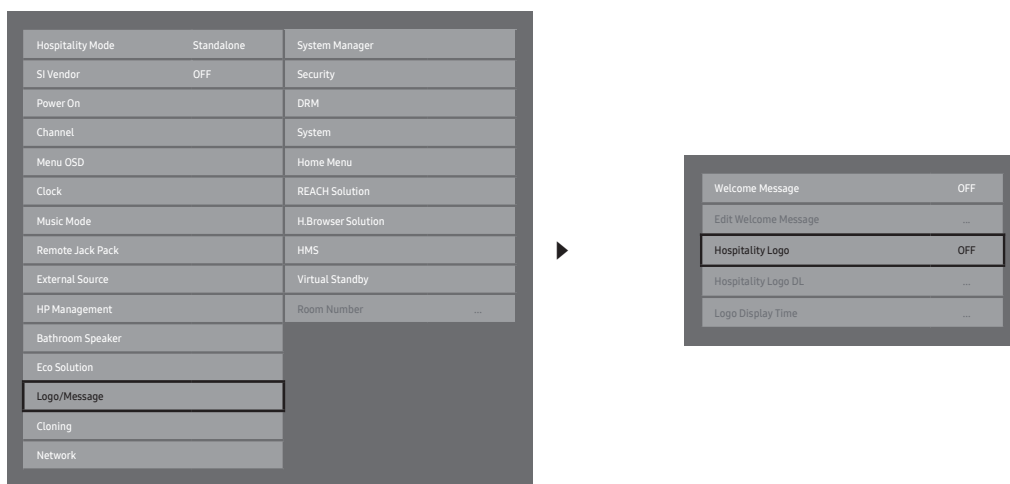 Hospitality Mode Standalone
SI Vendor OFF
Power On
Channel
Menu OSD
Clock
Music Mode
Remote Jack Pack
External Source
HP Management
Bathroom Speaker
Eco Solution
Logo/Message
Cloning
Network
System Manager
Security
DRM
System
Home Menu
REACH Solution
H.Browser Solution
HMS
Virtual Standby
Room Number ...
Welcome Message OFF
Edit Welcome Message ...
Hospitality Logo OFF
Hospitality Logo DL ...
Logo Display Time ...